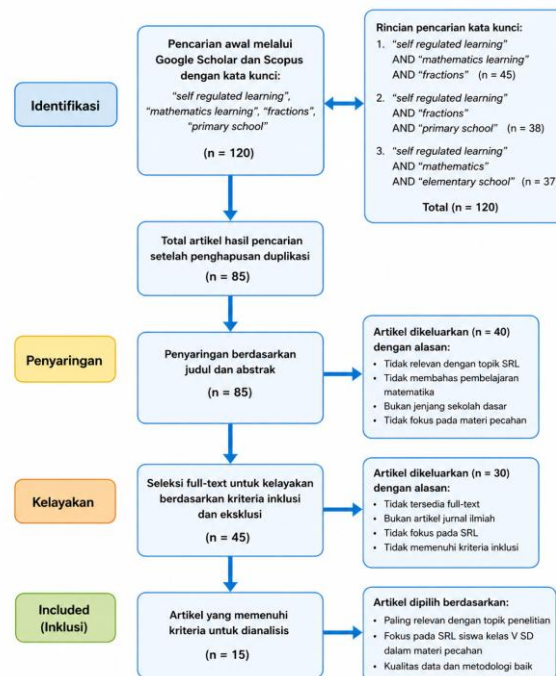 Pencarian awal melalui
Google Scholar dan Scopus
dengan kata kunci:
"self regulated learning",
"mathematics learning", "fractions",
"primary school"
(n = 120)
Rincian pencarian kata kunci:
1. "self regulated learning"
AND "mathematics learning"
AND "fractions" (n = 45)
2. "self regulated learning"
AND "fractions"
AND "primary school" (n = 38)
3. "self regulated learning"
AND "mathematics"
AND "elementary school" (n = 37
Total (n = 120)
Identifikasi
Total artikel hasil pencarian
setelah penghapusan duplikasi
(n = 85)
Penyaringan
Penyaringan berdasarkan
judul dan abstrak
(n = 85)
Artikel dikeluarkan (n = 40)
dengan alasan:
• Tidak relevan dengan topik SRL
• Tidak membahas pembelajaran
matematika
• Bukan jenjang sekolah dasar
• Tidak fokus pada materi pecahan
Kelayakan
Seleksi full-text untuk kelayakan
berdasarkan kriteria inklusi
dan eksklusi
(n = 45)
Artikel dikeluarkan (n = 30)
dengan alasan:
• Tidak tersedia full-text
• Bukan artikel jurnal ilmiah
• Tidak fokus pada SRL
• Tidak memenuhi kriteria inklusi
Included
(Inklusi)
Artikel yang memenuhi
kriteria untuk dianalisis
(n = 15)
Artikel dipilih berdasarkan:
• Paling relevan dengan topik penelitian
• Fokus pada SRL siswa kelas V SD
dalam materi pecahan
• Kualitas data dan metodologi baik